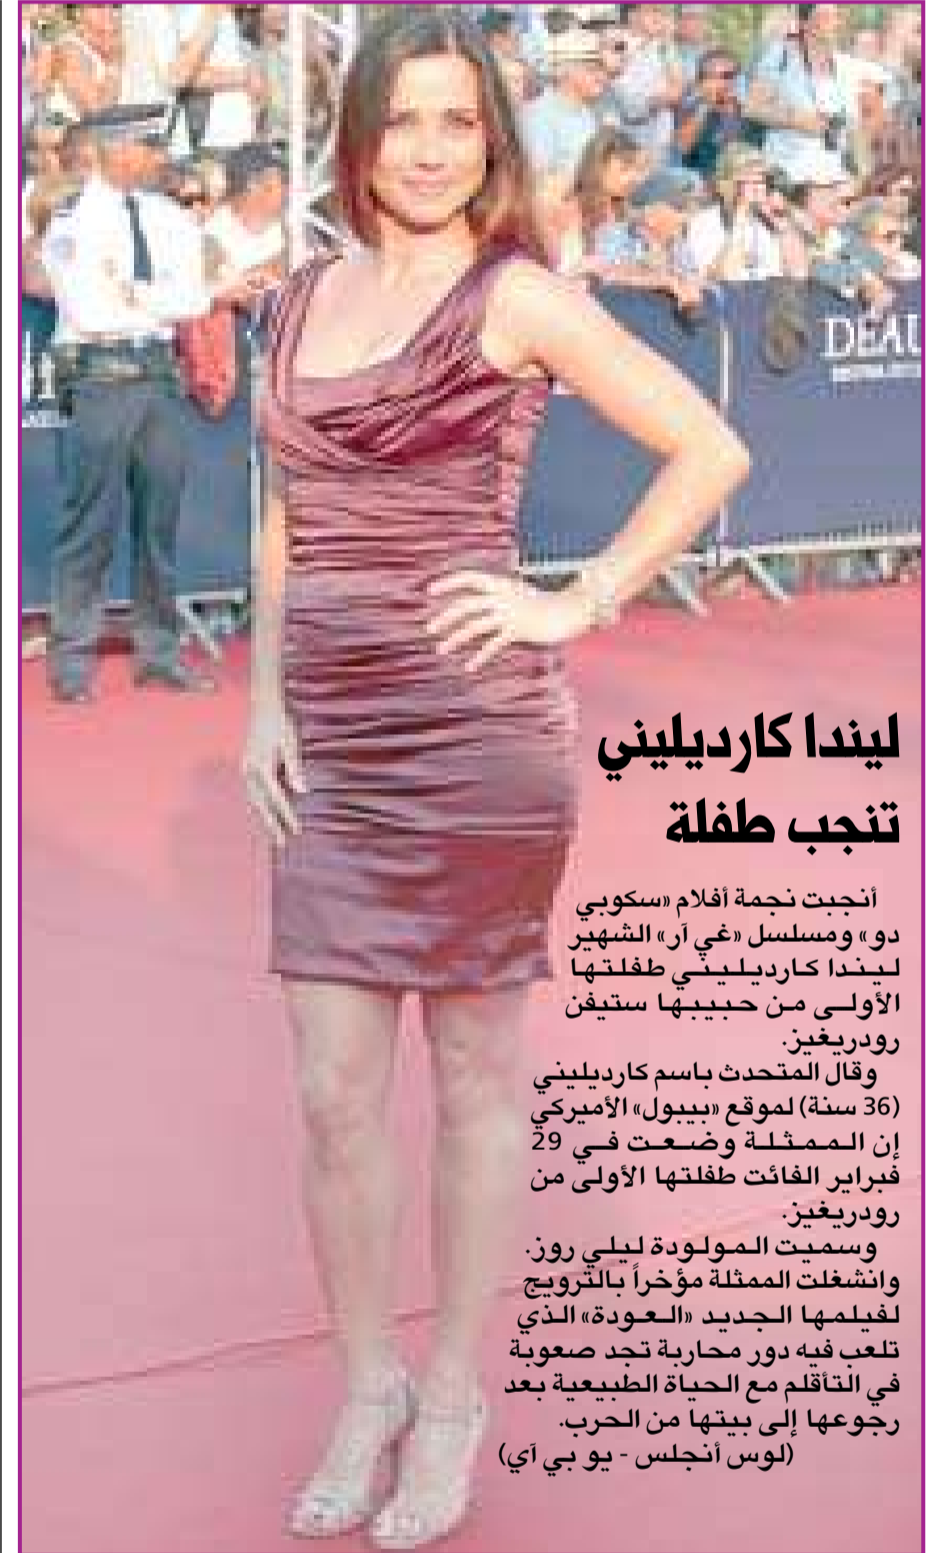 DEAU
ليندا كارديليني
تنجب طفلة
أنجبت نجمة أفلام «سكوبي
دو» ومسلسل «غي آر» الشهير
ليندا كارديليني طفلتها
الأولى من حبيبها ستيفن
رودريغيز.
وقال المتحدث باسم كارديليني
(36 سنة) لموقع «بيبول» الأميركي
إن الممثلة وضعت في 29
فبراير الفائت طفلتها الأولى من
رودريغيز.
وسميت المولودة ليلي روز.
وانشغلت الممثلة مؤخراً بالترويج
لفيلمها الجديد «العودة» الذي
تلعب فيه دور محاربة تجد صعوبة
في التأقلم مع الحياة الطبيعية بعد
رجوعها إلى بيتها من الحرب.
(لوس أنجلس - يو بي آي)